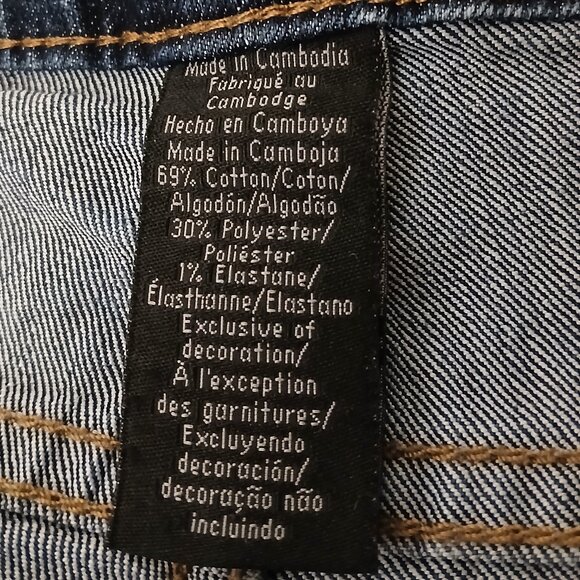 Made in Cambodia
Fabriqué au
Cambodge
Hecho en Camboya
Made in Camboja
69% Cotton/Coton/
Algodón/Algodão
30% Polyester/
Poliéster
1% Elastane/
Élasthanne/Elastano
Exclusive of
decoration/
À l'exception
des garnitures/
Excluyendo
decoración/
decoração não
incluindo